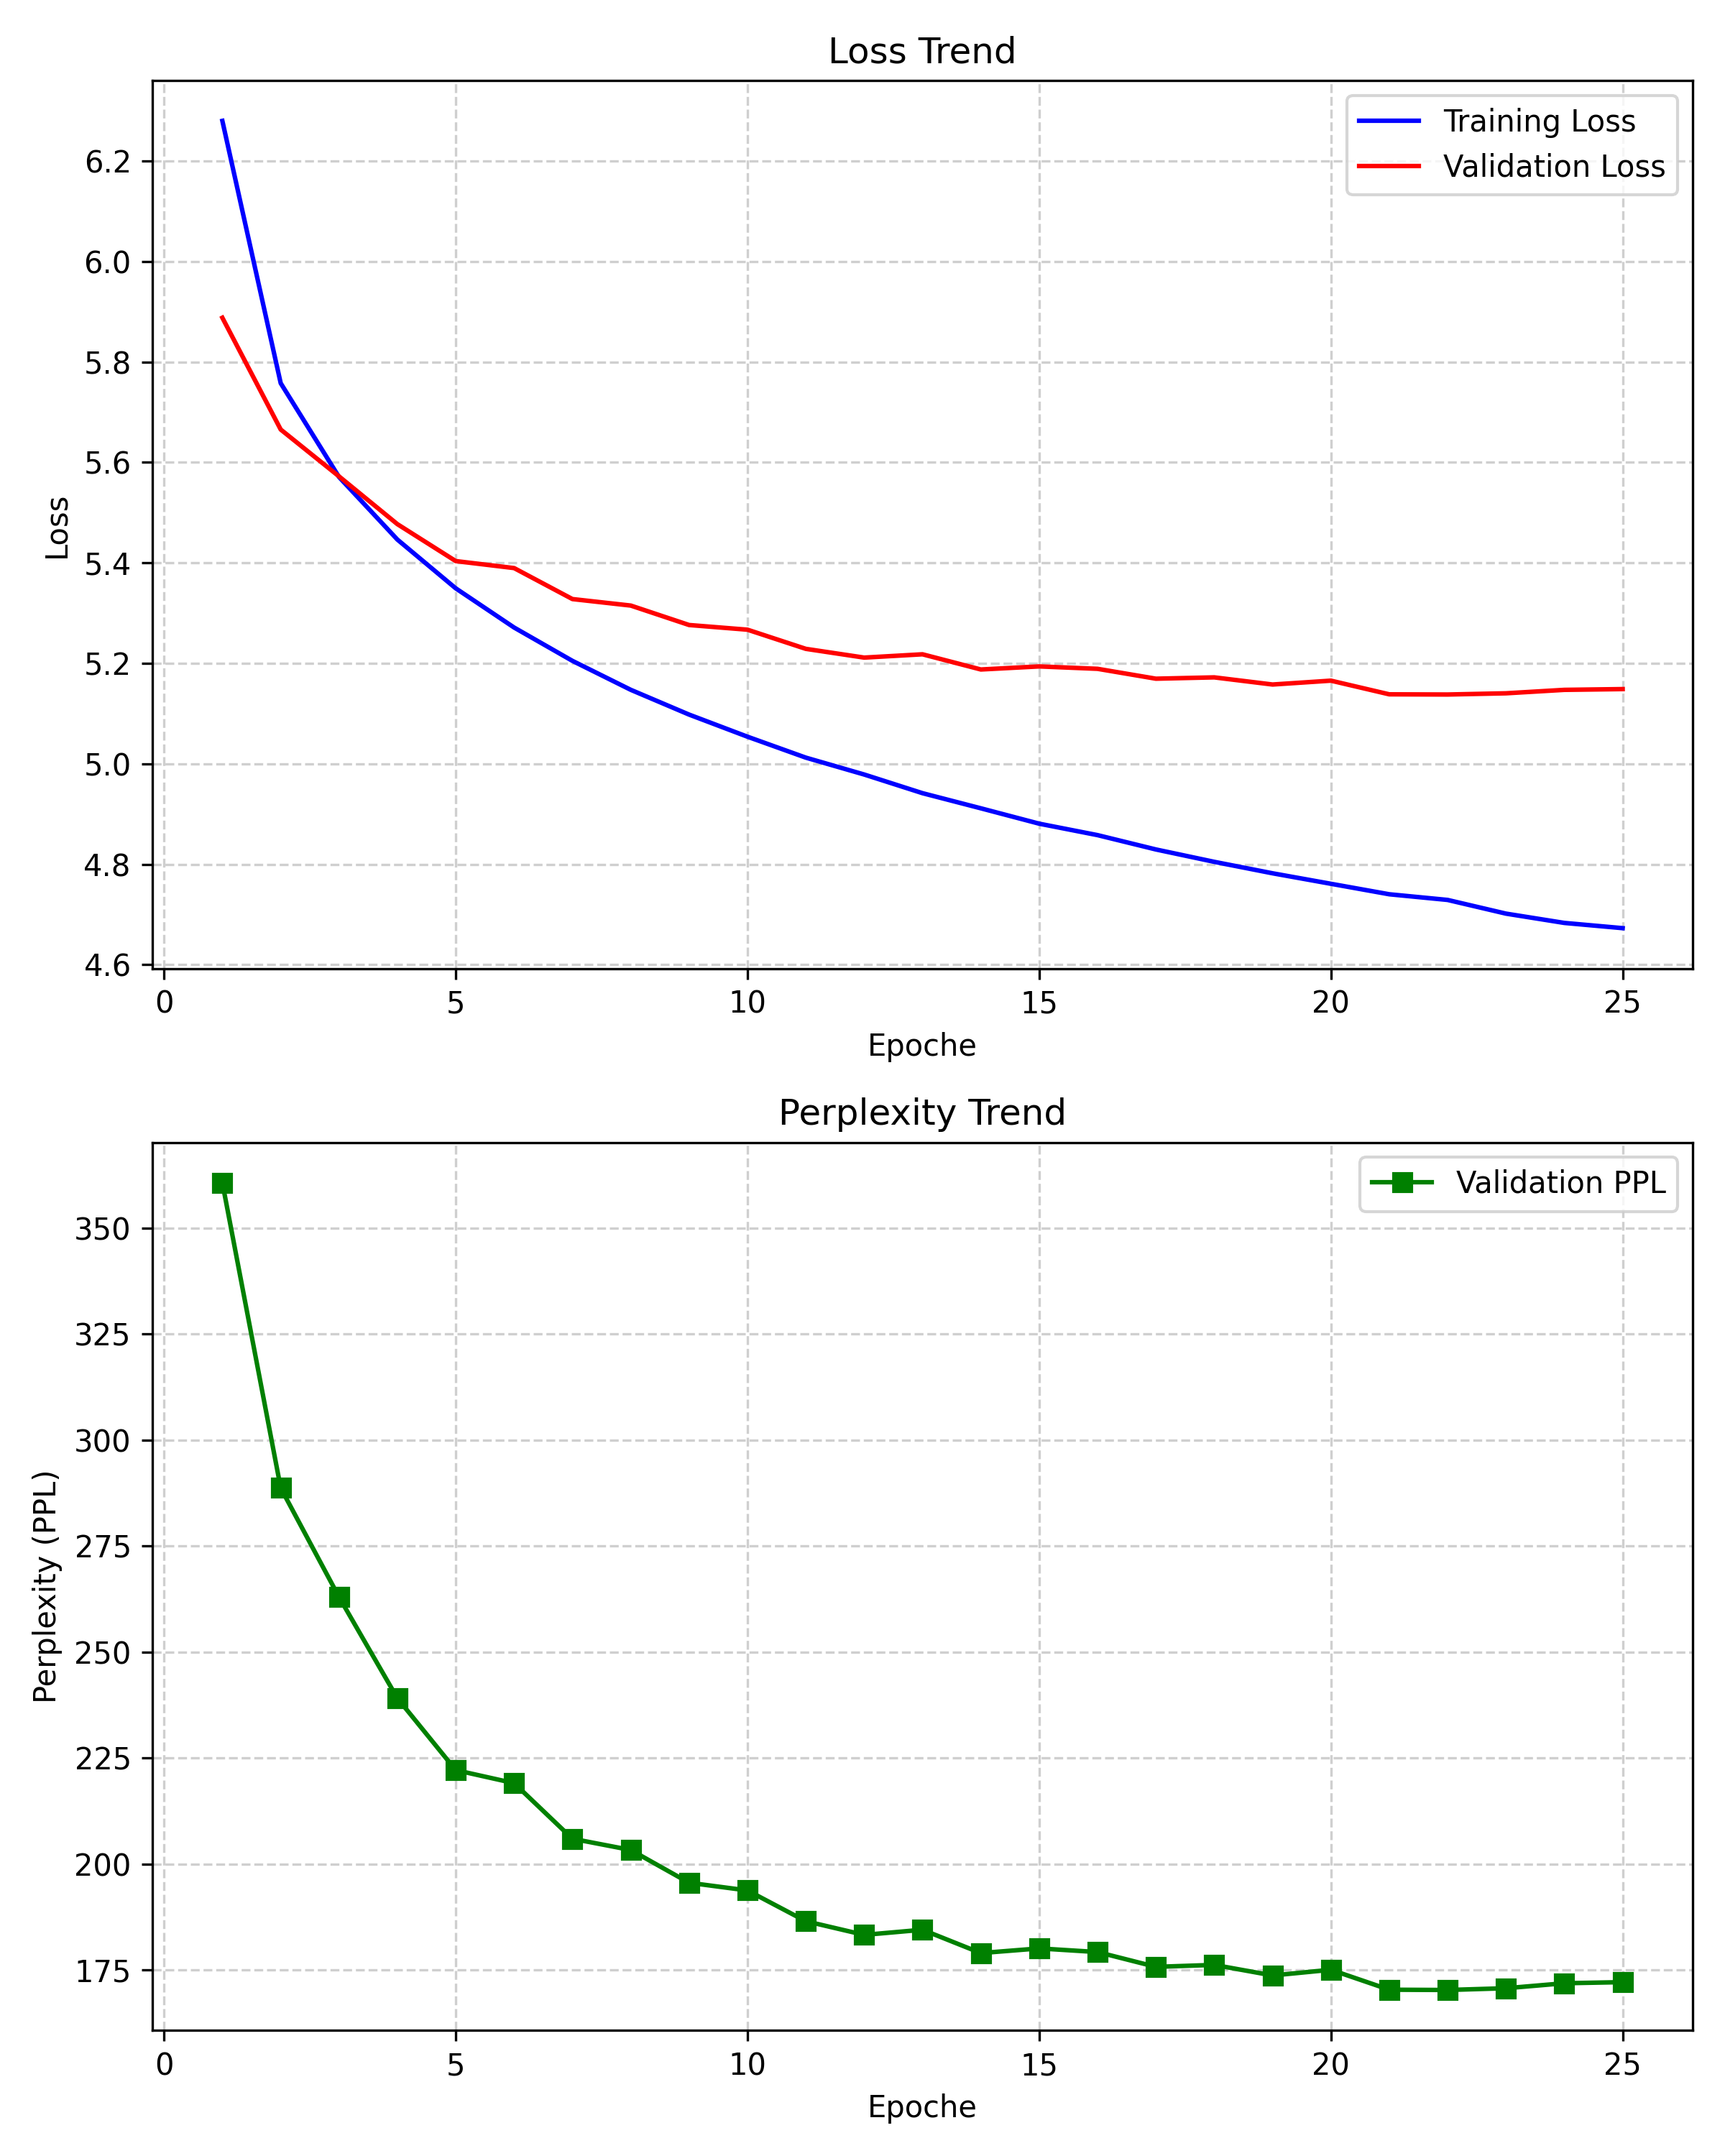 Loss Trend
Training Loss
Validation Loss
6.2
6.0
5.8
5.6
5.4
5.2
5.0
4.8
4.6
Loss
0 5 10 15 20 25
Epoche
Perplexity Trend
Validation PPL
350
325
300
275
250
225
200
175
Perplexity (PPL)
0 5 10 15 20 25
Epoche